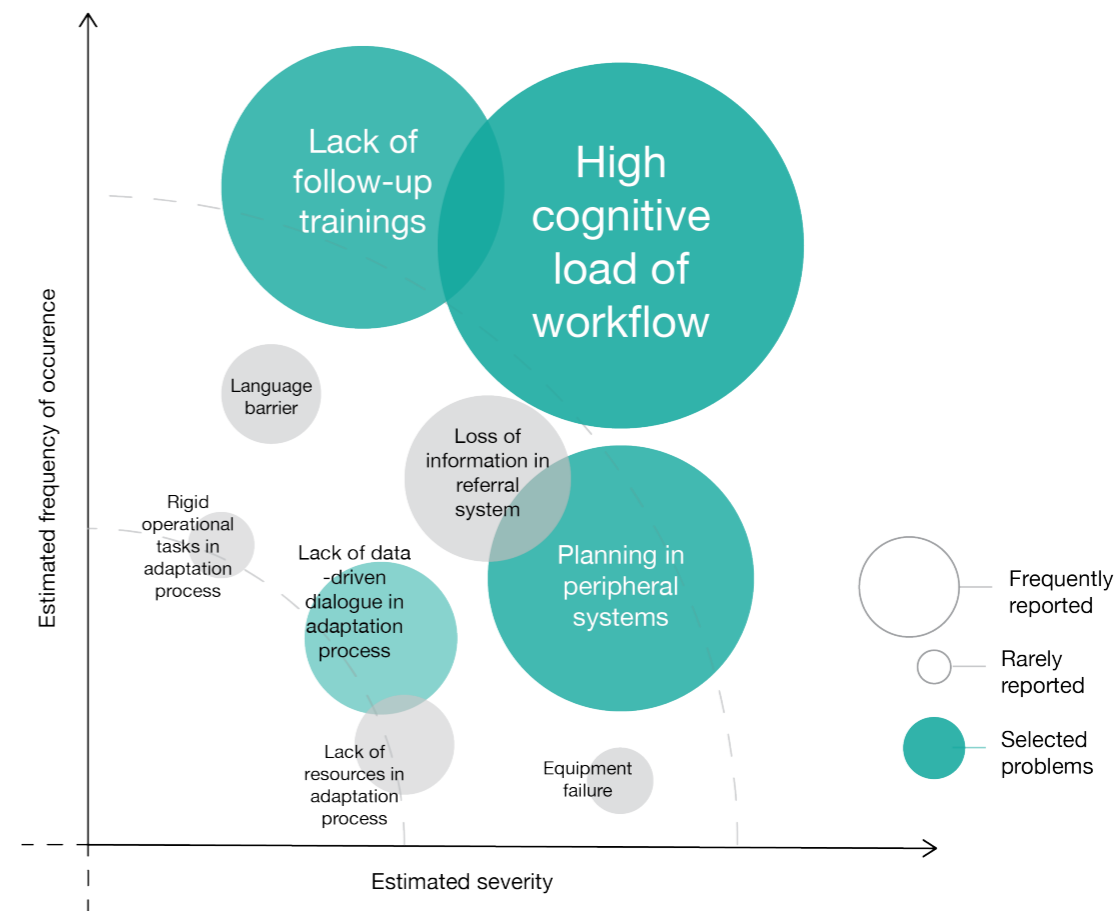 Estimated frequency of occurence
Lack of
follow-up
trainings
High
cognitive
load of
workflow
Language
barrier
Loss of
information in
referral
system
Rigid
operational
tasks in
adaptation
process
Lack of data
-driven
dialogue in
adaptation
process
Planning in
peripheral
systems
Lack of
resources in
adaptation
process
Equipment
failure
Frequently
reported
Rarely
reported
Selected
problems
Estimated severity